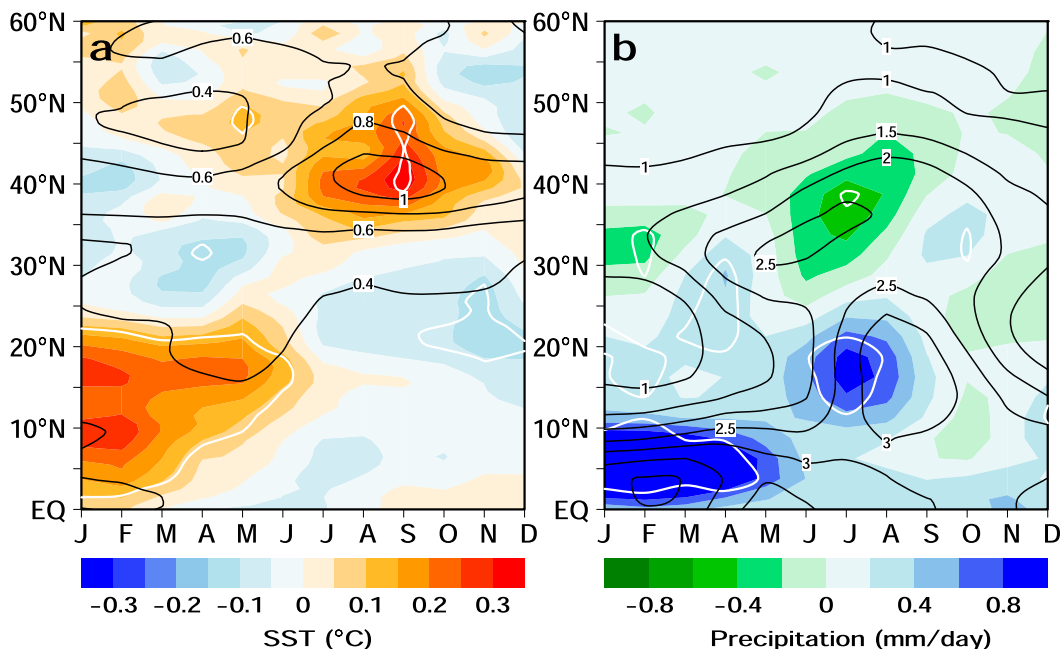 a
60°N
50°N
40°N
30°N
20°N
10°N
EQ
J F M A M J J A S O N D
0.6
0.4
0.8
0.6
1
0.6
0.4
−0.3 −0.2 −0.1 0 0.1 0.2 0.3
SST (°C)
b
60°N
50°N
40°N
30°N
20°N
10°N
EQ
J F M A M J J A S O N D
1
1
1.5
2
1
2.5
2.5
1
2.5
3
3
−0.8 −0.4 0 0.4 0.8
Precipitation (mm/day)